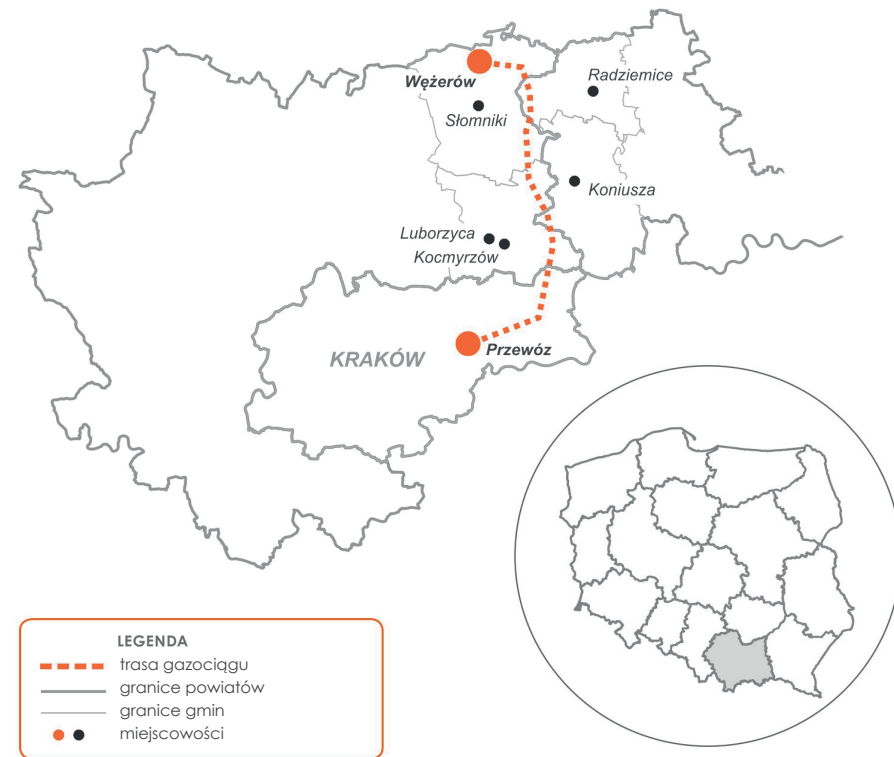 Wężerów
Radziemice
Słomniki
Koniusza
Luborzyca
Kocmyrzów
KRAKÓW
Przewóz
LEGENDA
trasa gazociągu
granice powiatów
granice gmin
miejscowości